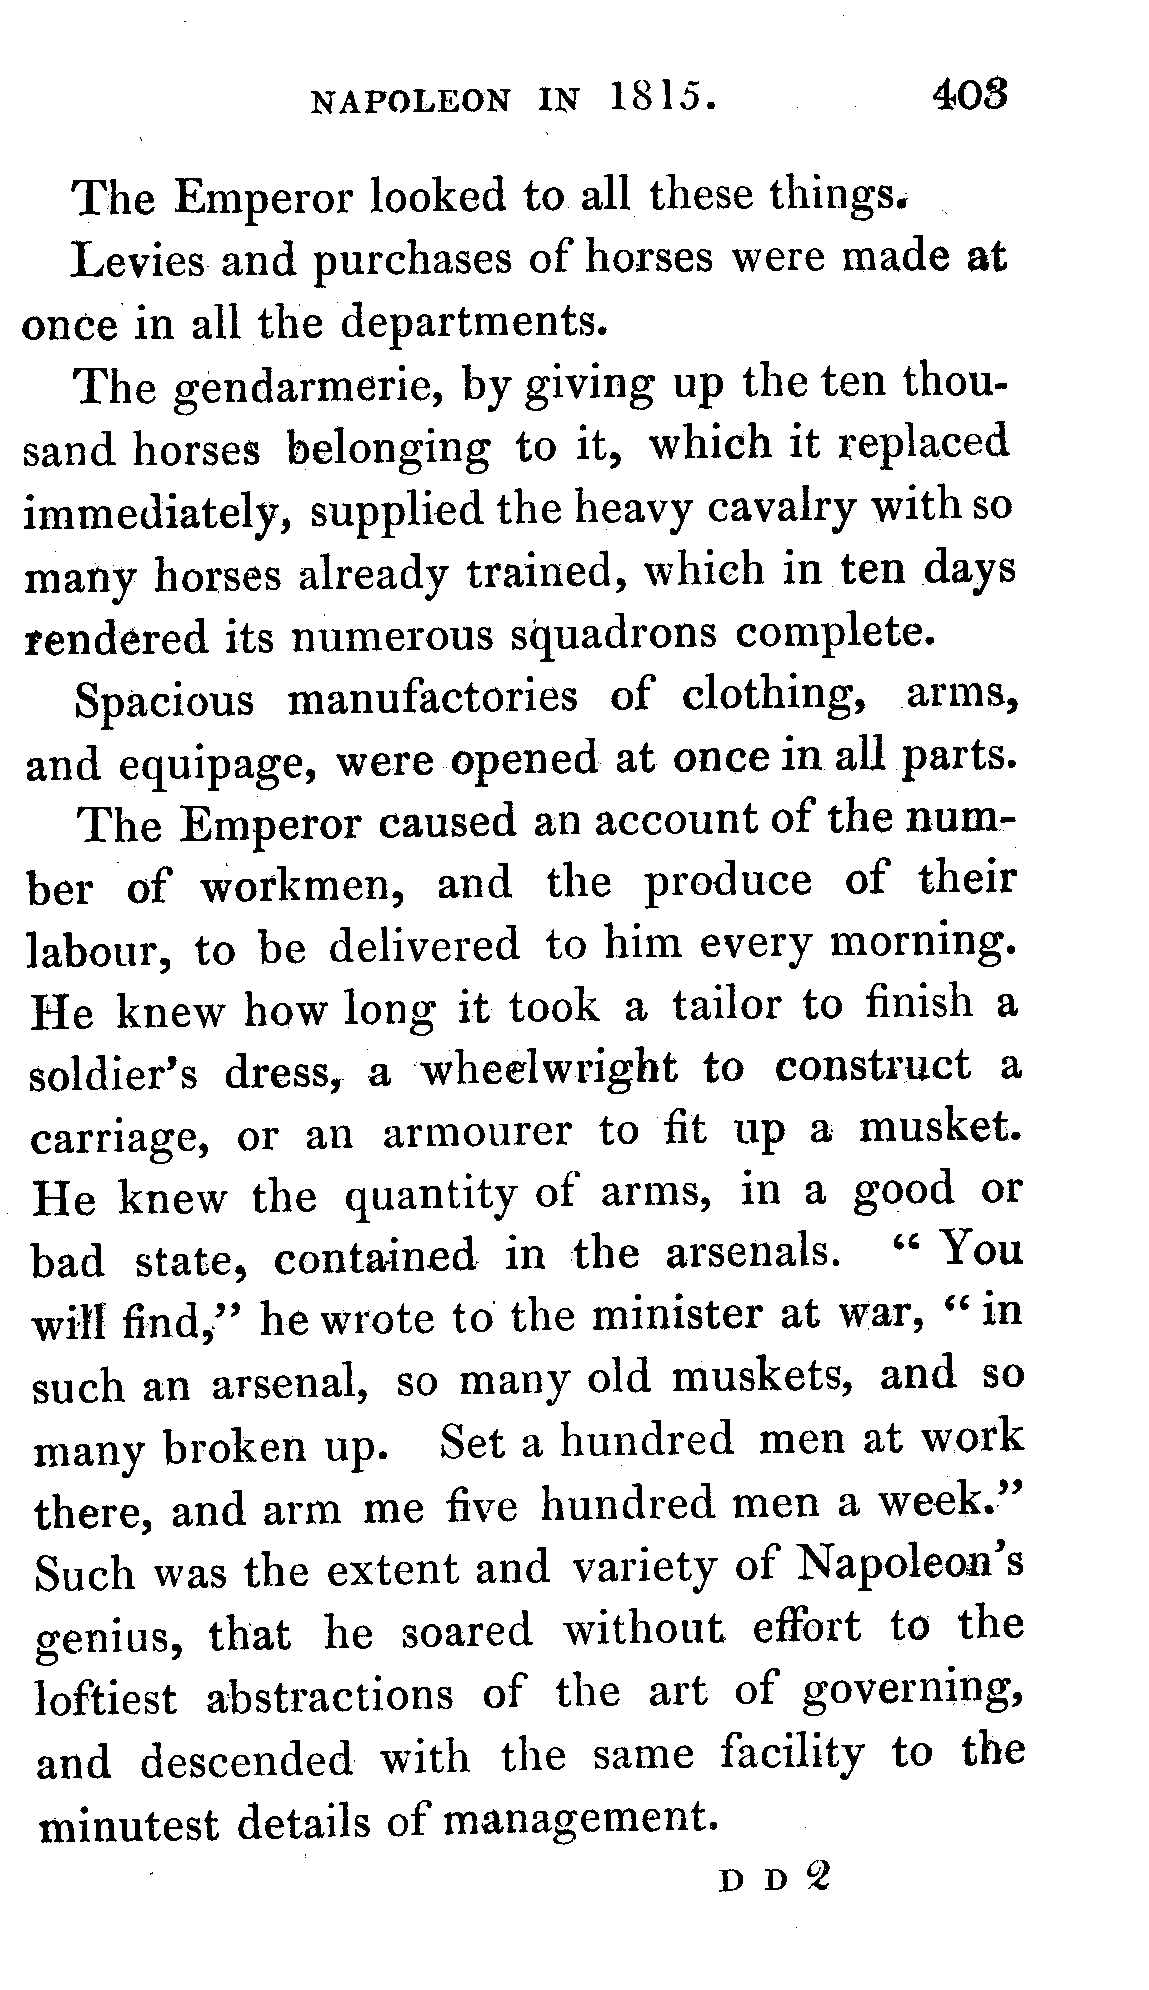 NAPOLEON IN 1815. 403
The Emperor looked to all these things.
Levies and purchases of horses were made at
once in all the departments.
The gendarmerie, by giving up the ten thou-
sand horses belonging to it, which it replaced
immediately, supplied the heavy cavalry with so
many horses already trained, which in ten days
rendered its numerous squadrons complete.
Spacious manufactories of clothing, arms,
and equipage, were opened at once in all parts.
The Emperor caused an account of the num-
ber of workmen, and the produce of their
labour, to be delivered to him every morning.
He knew how long it took a tailor to finish a
soldier's dress, a wheelwright to construct a
carriage, or an armourer to fit up a musket.
He knew the quantity of arms, in a good or
bad state, contained in the arsenals. “ You
will find,” he wrote to the minister at war, “ in
such an arsenal, so many old muskets, and so
many broken up. Set a hundred men at work
there, and arm me five hundred men a week.”
Such was the extent and variety of Napoleon's
genius, that he soared without effort to the
loftiest abstractions of the art of governing,
and descended with the same facility to the
minutest details of management.
D D 2